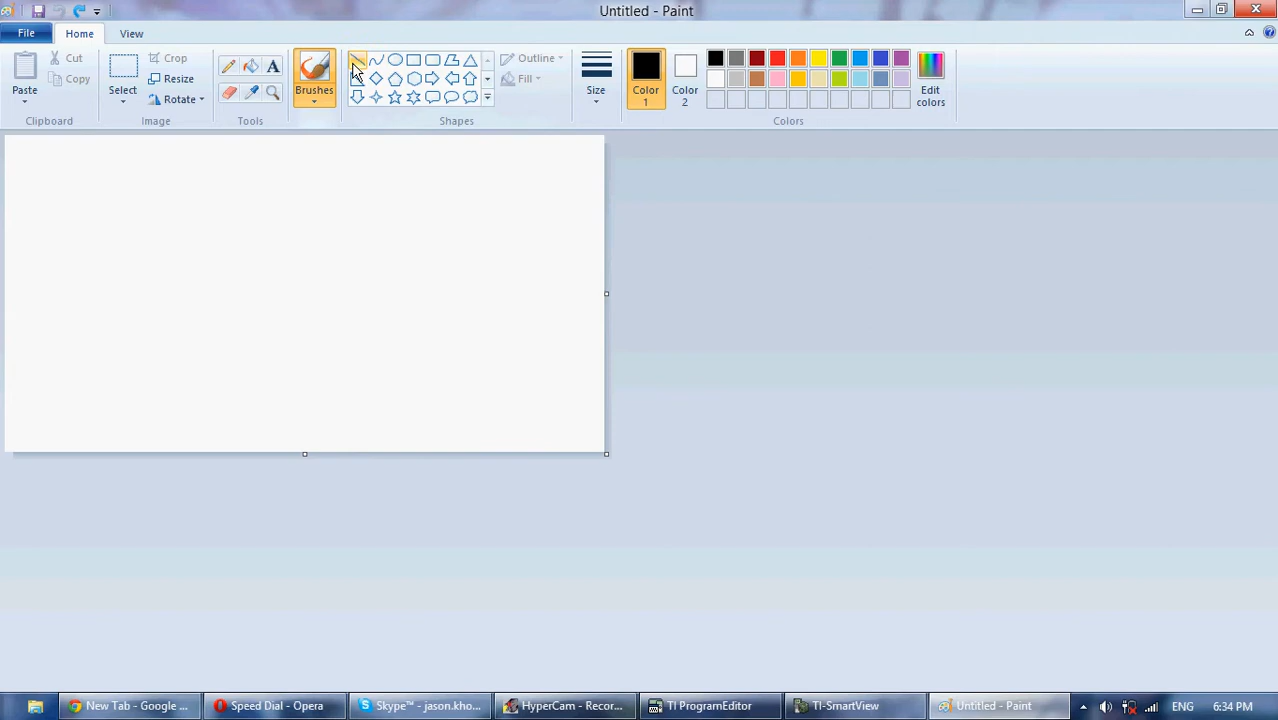 Untitled - Paint
File
Home
View
Paste
Cut
Copy
Clipboard
Select
Crop
Resize
Rotate
Image
A
Tools
Brushes
Outline
Fill
Shapes
Size
Color
1
Color
2
Edit
colors
Colors
New Tab - Google ...
Speed Dial - Opera
Skype™ - jason.kho...
HyperCam - Recor...
TI ProgramEditor
TI-SmartView
Untitled - Paint
ENG
6:34 PM